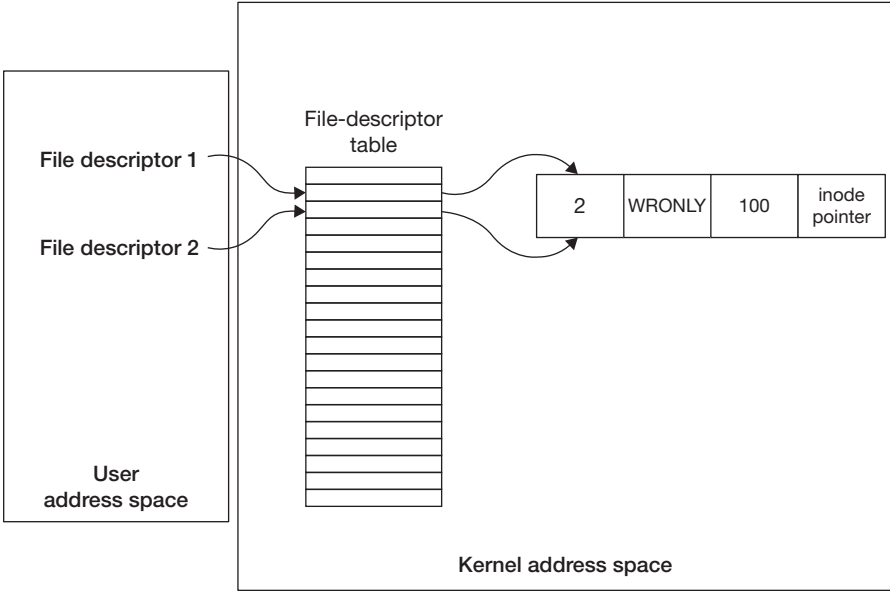 File-descriptor
table
File descriptor 1
2
WRONLY
100
inode
pointer
File descriptor 2
User
address space
Kernel address space